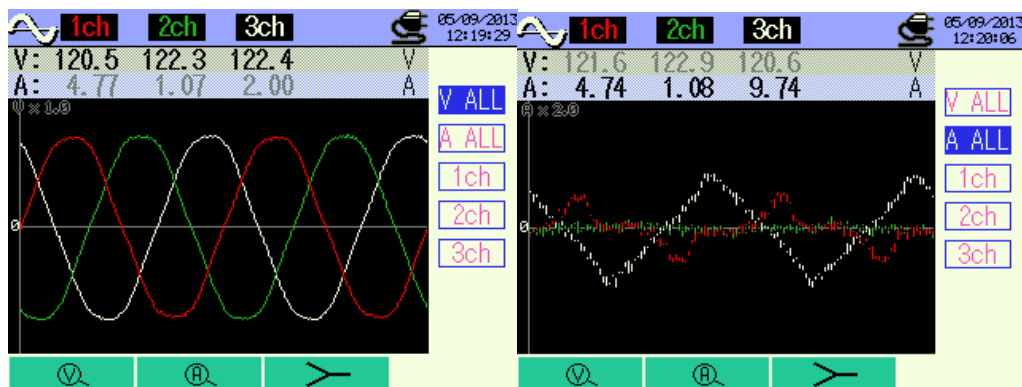 1ch 2ch 3ch 05/09/2013 12:19:29
V: 120.5 122.3 122.4 V
A: 4.77 1.07 2.00 A
V x 1.0
V ALL
A ALL
1ch
2ch
3ch
0
V
A
1ch 2ch 3ch 05/09/2013 12:20:06
V: 121.6 122.9 120.6 V
A: 4.74 1.08 9.74 A
A x 2.0
V ALL
A ALL
1ch
2ch
3ch
0
V
A